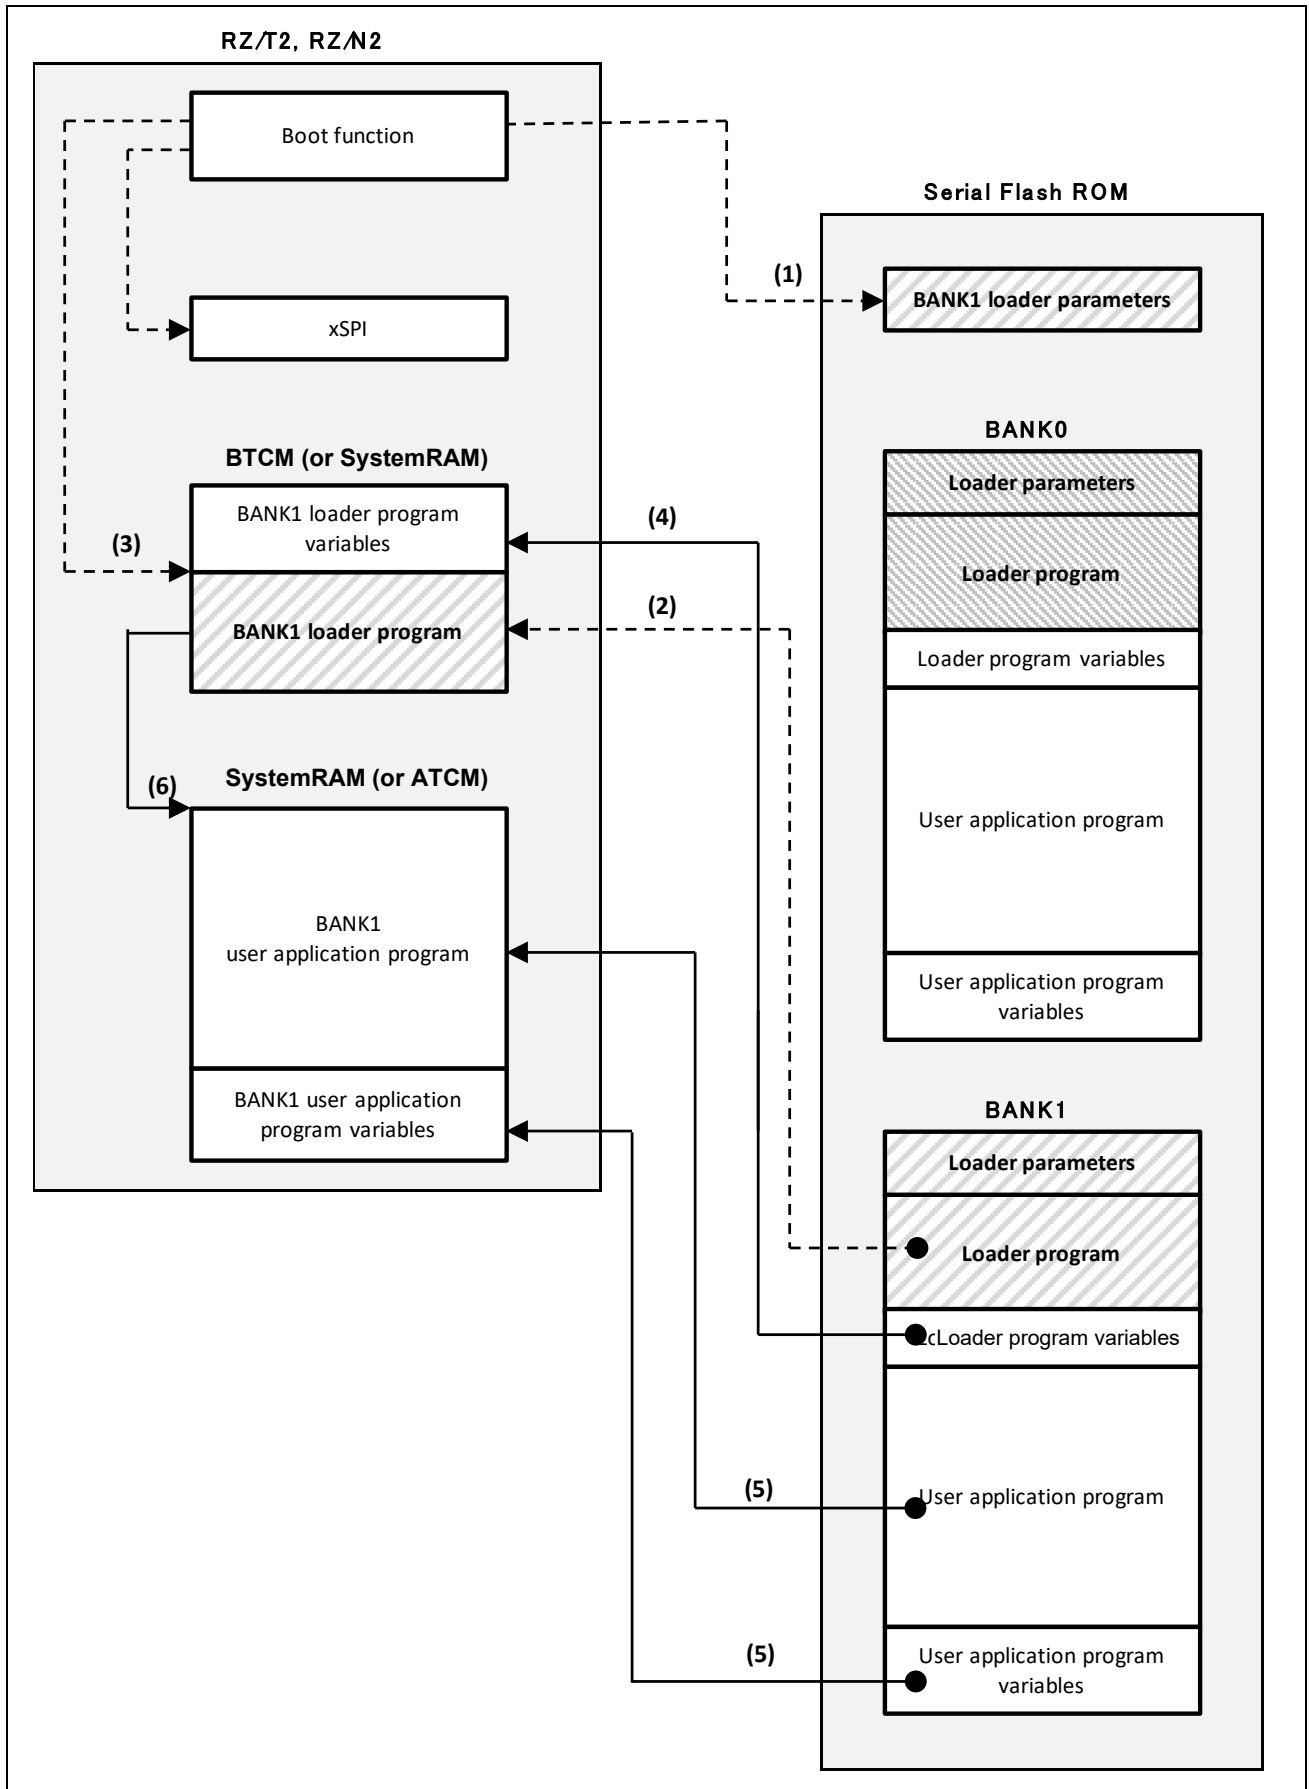 RZ/T2, RZ/N2
Boot function
xSPI
BTCM (or SystemRAM)
BANK1 loader program
variables
(3)
BANK1 loader program
SystemRAM (or ATCM)
(6)
BANK1
user application program
BANK1 user application
program variables
(1)
(4)
(2)
(5)
(5)
Serial Flash ROM
BANK1 loader parameters
BANK0
Loader parameters
Loader program
Loader program variables
User application program
User application program
variables
BANK1
Loader parameters
Loader program
Loader program variables
User application program
User application program
variables